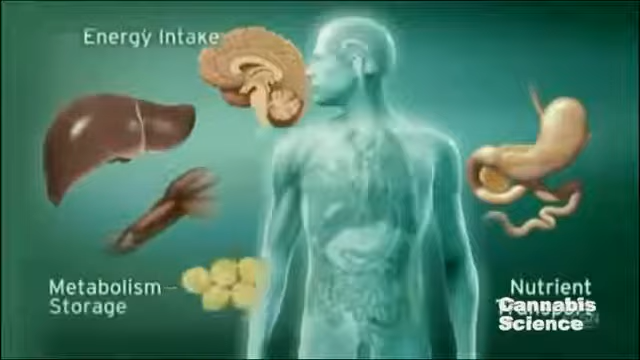 Energy Intake
Metabolism
Storage
Nutrient
Cannabis
Science